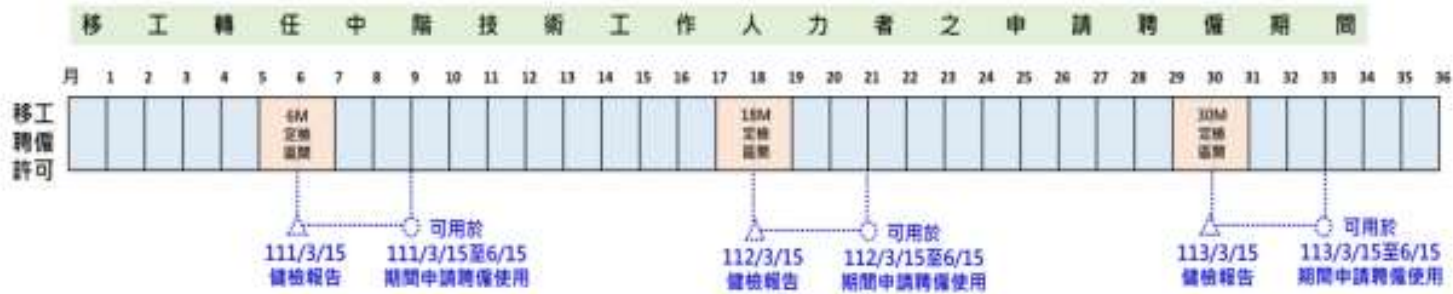 移工轉任中階技術工作人力者之申請聘僱期間
月 1 2 3 4 5 6 7 8 9 10 11 12 13 14 15 16 17 18 19 20 21 22 23 24 25 26 27 28 29 30 31 32 33 34 35 36
移工
聘僱
許可
6M
定檢
區間
18M
定檢
區間
30M
定檢
區間
111/3/15
健檢報告
可用於
111/3/15至6/15
期間申請聘僱使用
112/3/15
健檢報告
可用於
112/3/15至6/15
期間申請聘僱使用
113/3/15
健檢報告
可用於
113/3/15至6/15
期間申請聘僱使用